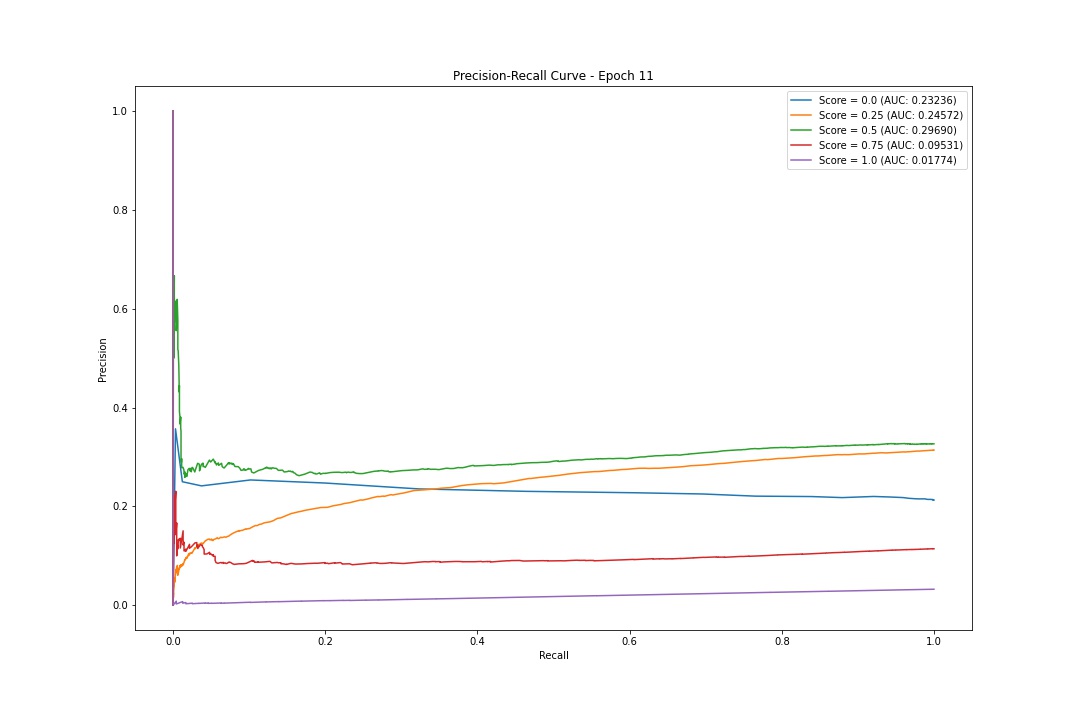 Precision-Recall Curve - Epoch 11
Score = 0.0 (AUC: 0.23236)
Score = 0.25 (AUC: 0.24572)
Score = 0.5 (AUC: 0.29690)
Score = 0.75 (AUC: 0.09531)
Score = 1.0 (AUC: 0.01774)
1.0
0.8
0.6
0.4
0.2
0.0
Precision
0.0 0.2 0.4 0.6 0.8 1.0
Recall